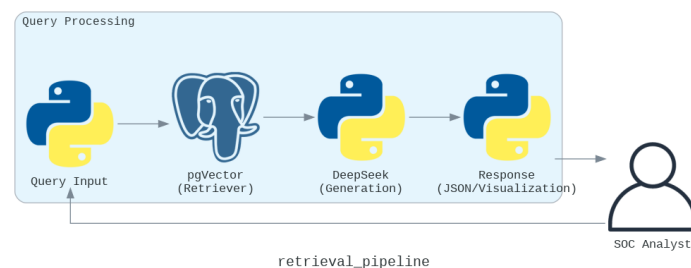 Query Processing
Query Input
pgVector
(Retriever)
DeepSeek
(Generation)
Response
(JSON/Visualization)
SOC Analyst
retrieval_pipeline